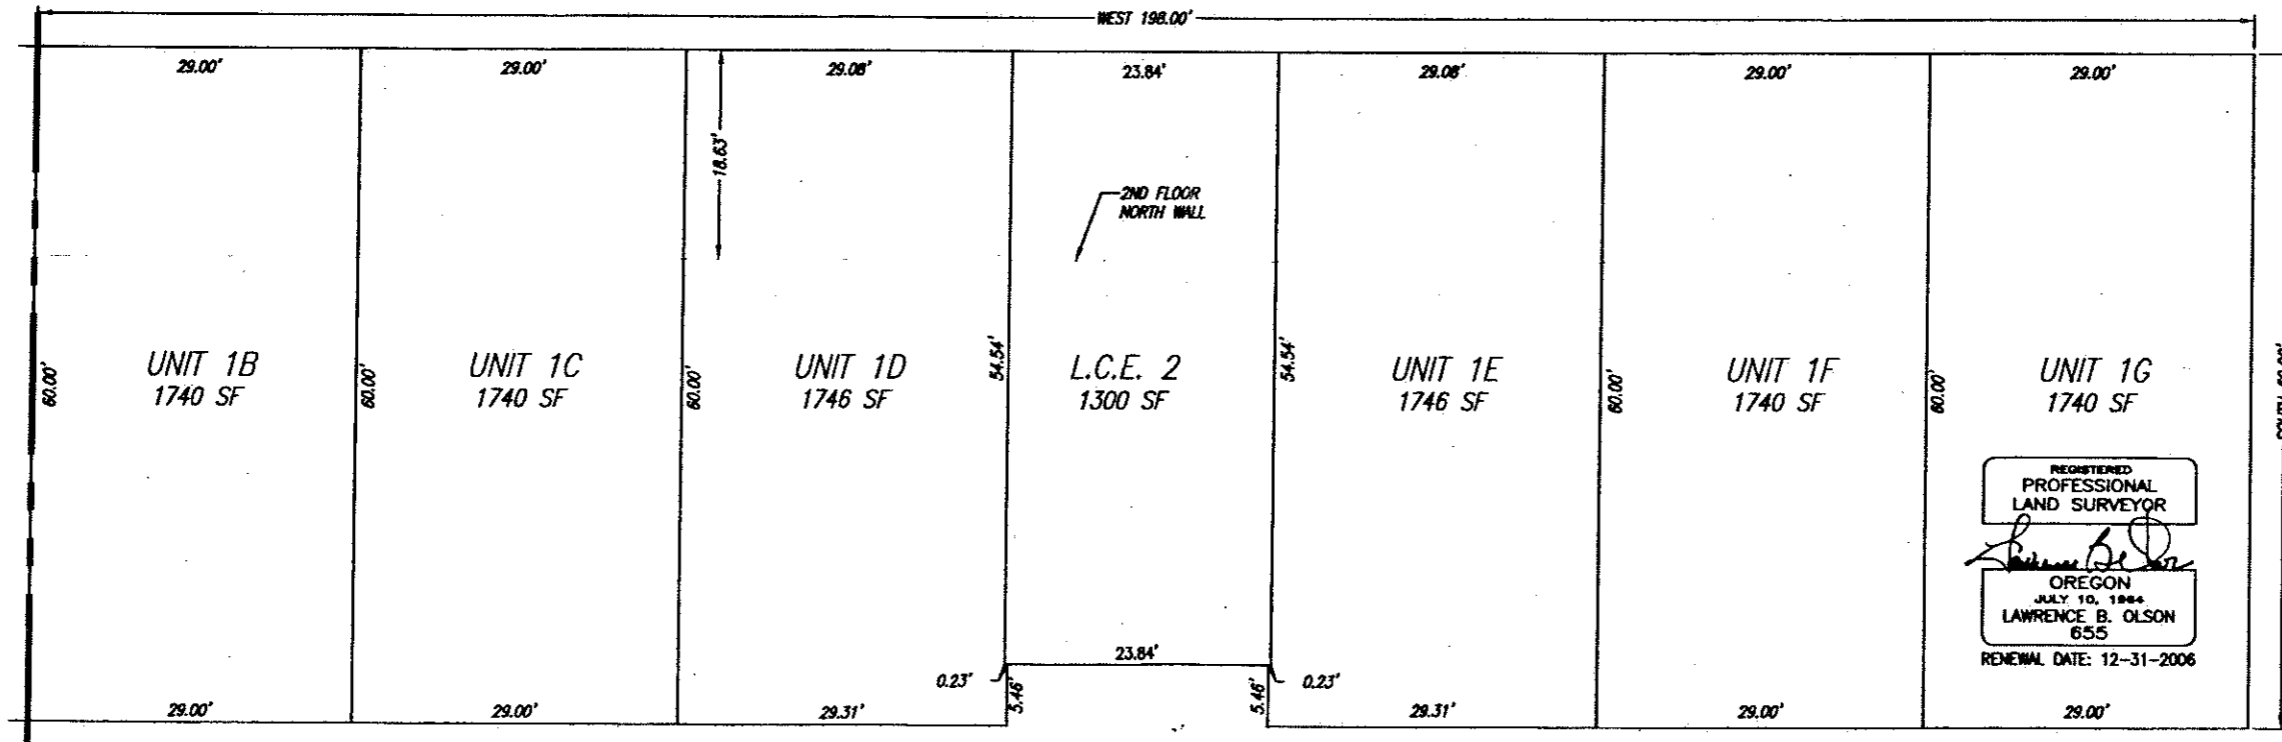 WEST 198.00'
29.00' 29.00' 29.08' 23.84' 29.08' 29.00' 29.00'
18.63'
2ND FLOOR
NORTH WALL
60.00' 60.00' 60.00' 54.54' 54.54' 60.00' 60.00'
UNIT 1B
1740 SF
UNIT 1C
1740 SF
UNIT 1D
1746 SF
L.C.E. 2
1300 SF
UNIT 1E
1746 SF
UNIT 1F
1740 SF
UNIT 1G
1740 SF
REGISTERED
PROFESSIONAL
LAND SURVEYOR
OREGON
JULY 10, 1964
LAWRENCE B. OLSON
655
RENEWAL DATE: 12-31-2006
23.84'
0.23' 5.46' 5.46' 0.23'
29.00' 29.00' 29.31' 29.31' 29.00' 29.00'